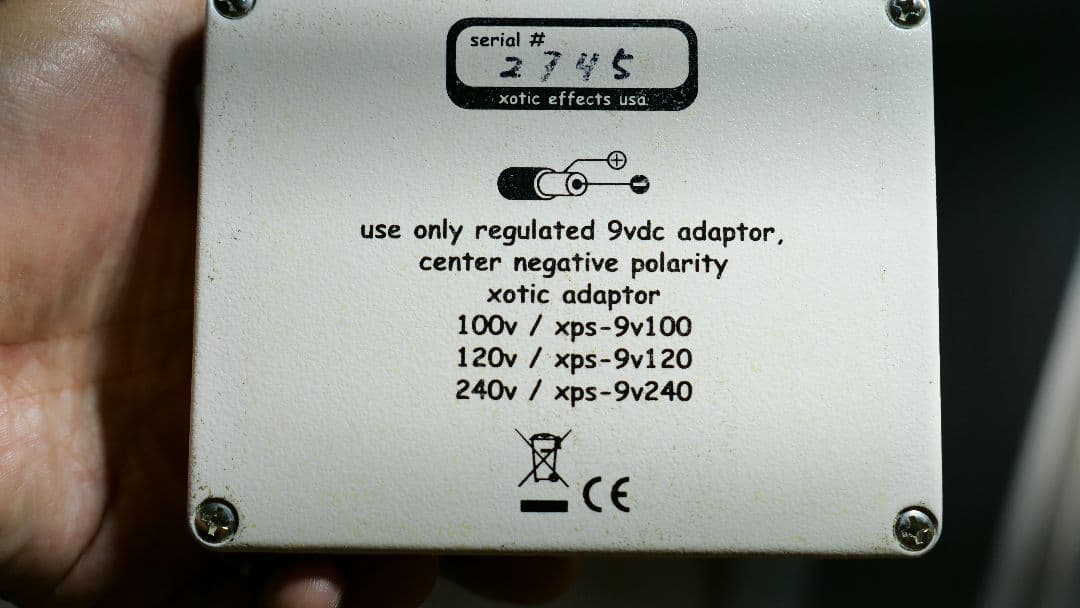 serial #
2745
xotic effects usa
use only regulated 9vdc adaptor,
center negative polarity
xotic adaptor
100v / xps-9v100
120v / xps-9v120
240v / xps-9v240
CE